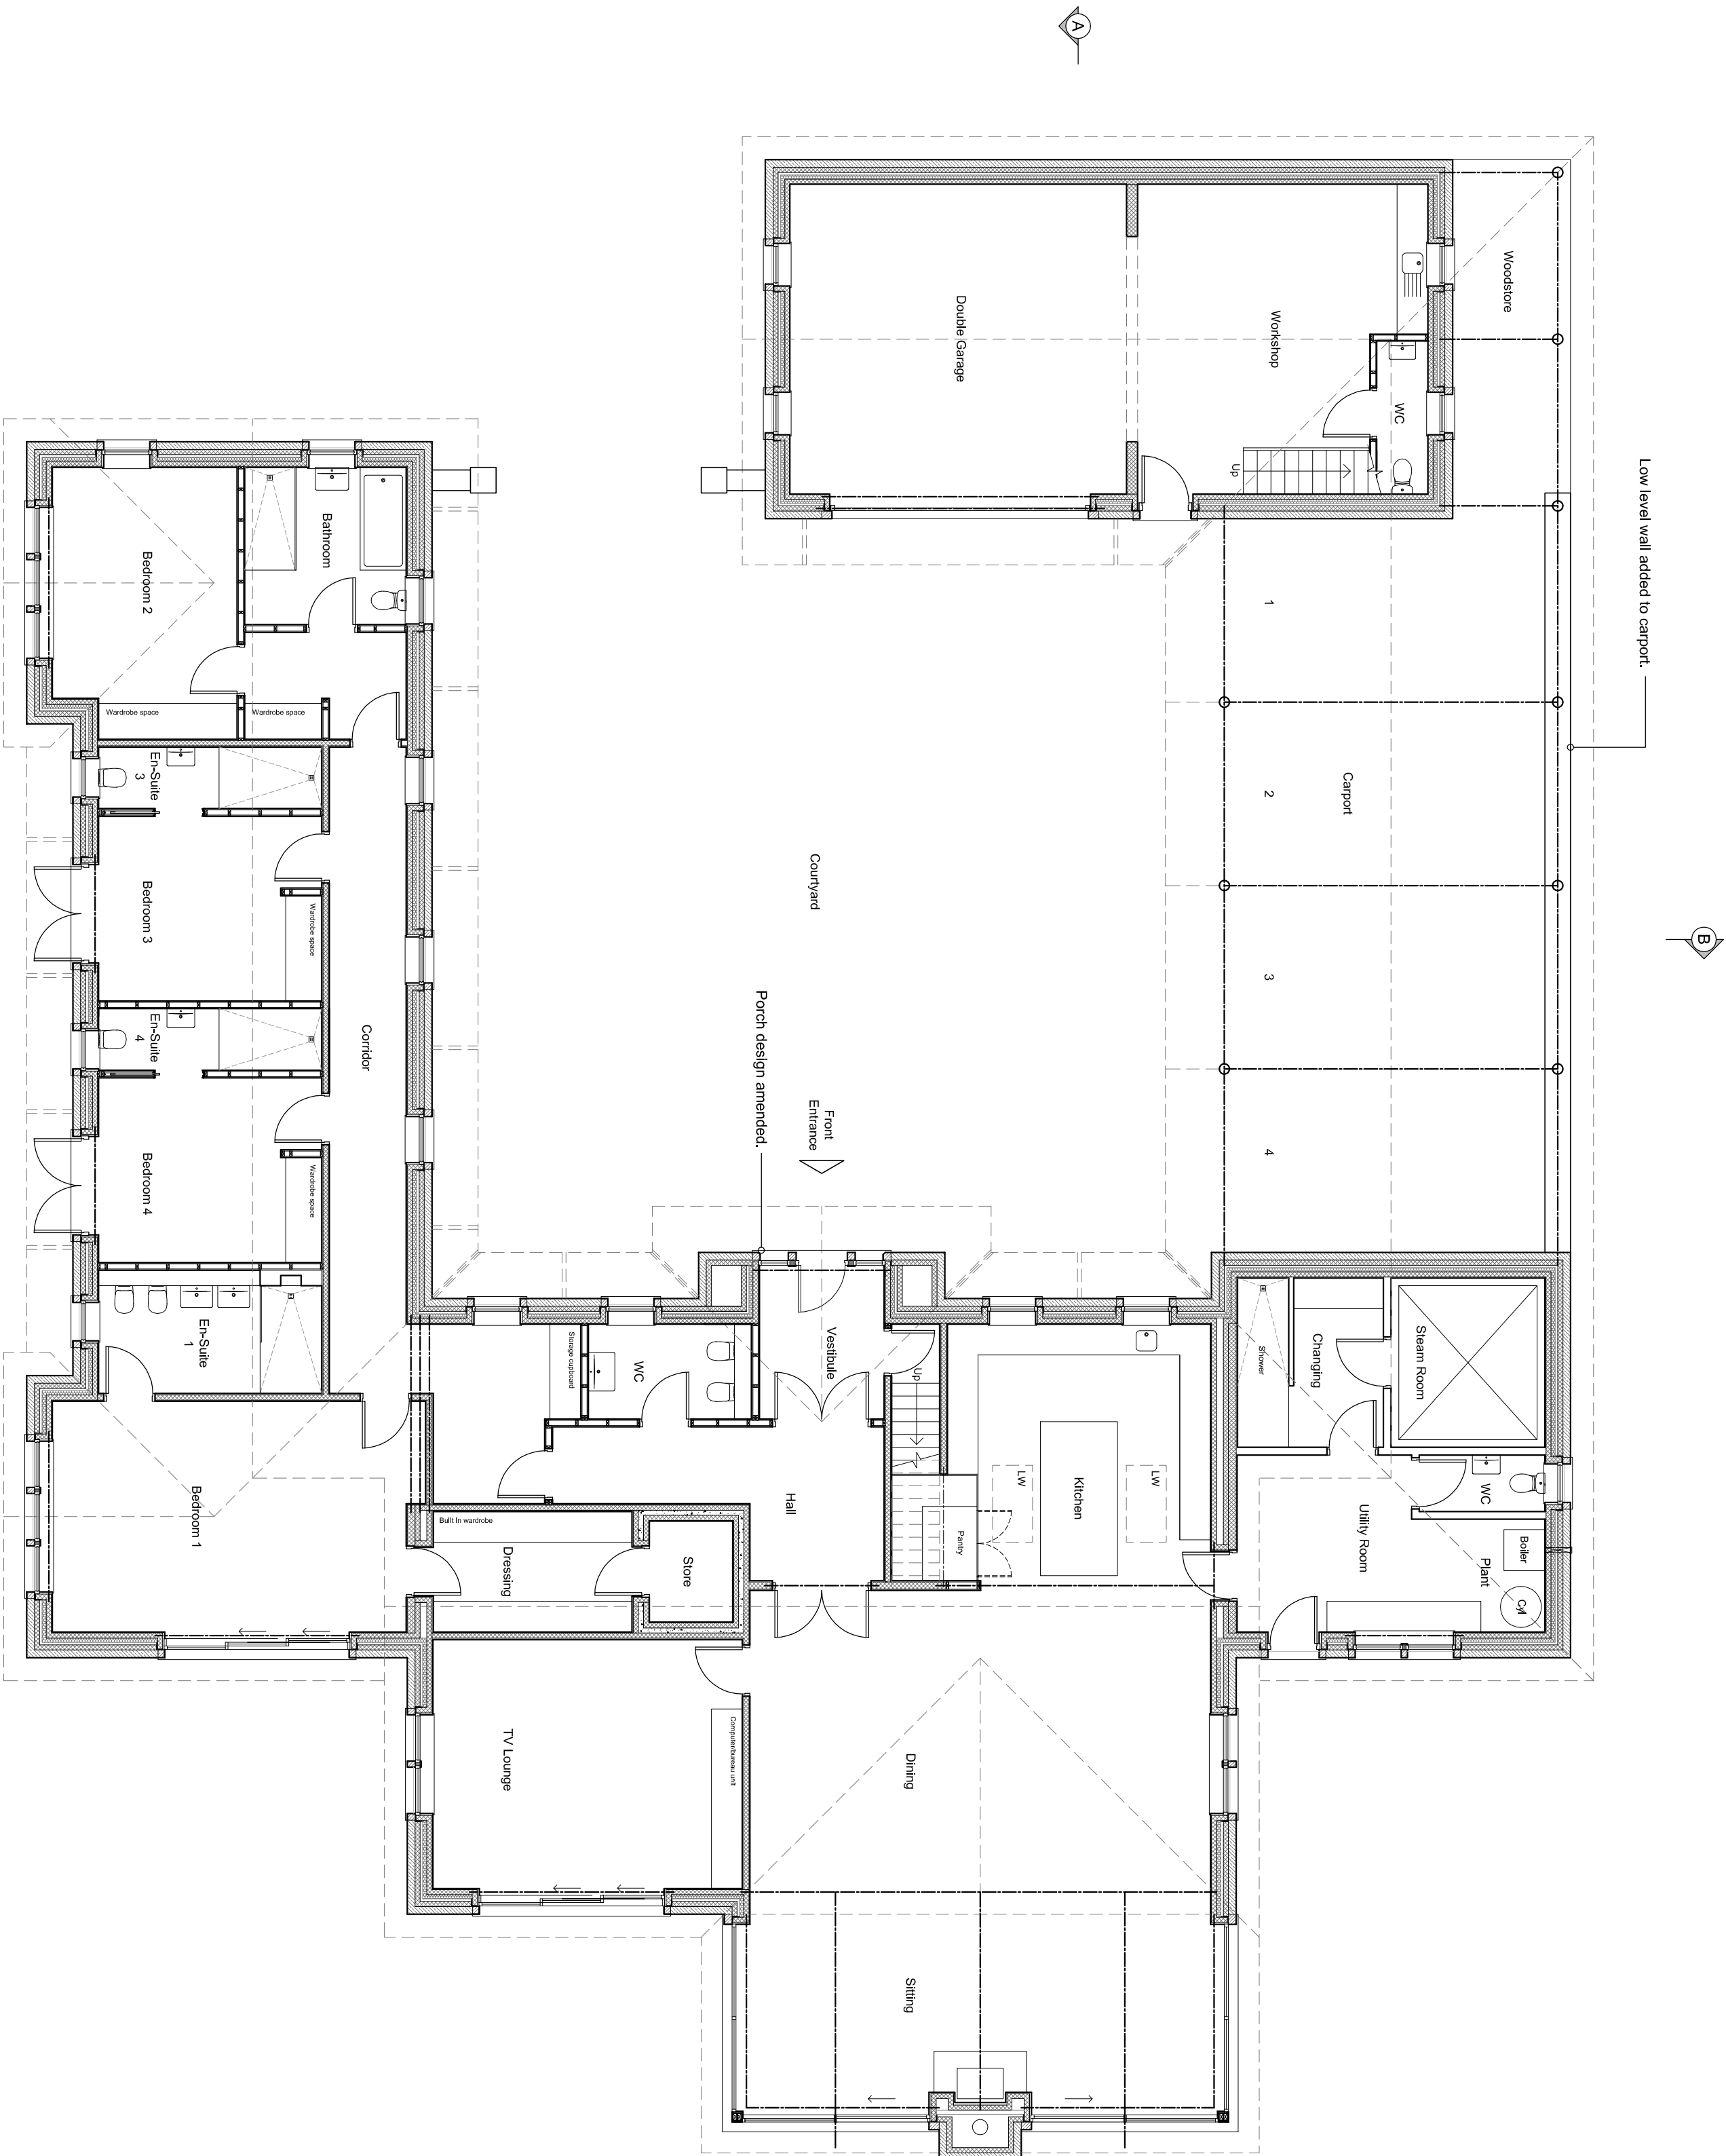 A
B
Low level wall added to carport.
Woodstore
Workshop
Double Garage
WC
Up
1
2
3
4
Carport
Courtyard
Porch design amended.
Front
Entrance
Bathroom
Bedroom 2
Wardrobe space
Wardrobe space
En-Suite
3
Bedroom 3
Wardrobe space
En-Suite
4
Corridor
Bedroom 4
Wardrobe space
En-Suite
1
Bedroom 1
Storage cupboard
WC
Vestibule
Up
Hall
Kitchen
LW
LW
Pantry
Shower
Changing
Steam Room
WC
Utility Room
Plant
Boiler
Cyl
Built In wardrobe
Dressing
Store
TV Lounge
Computer/bureau unit
Dining
Sitting